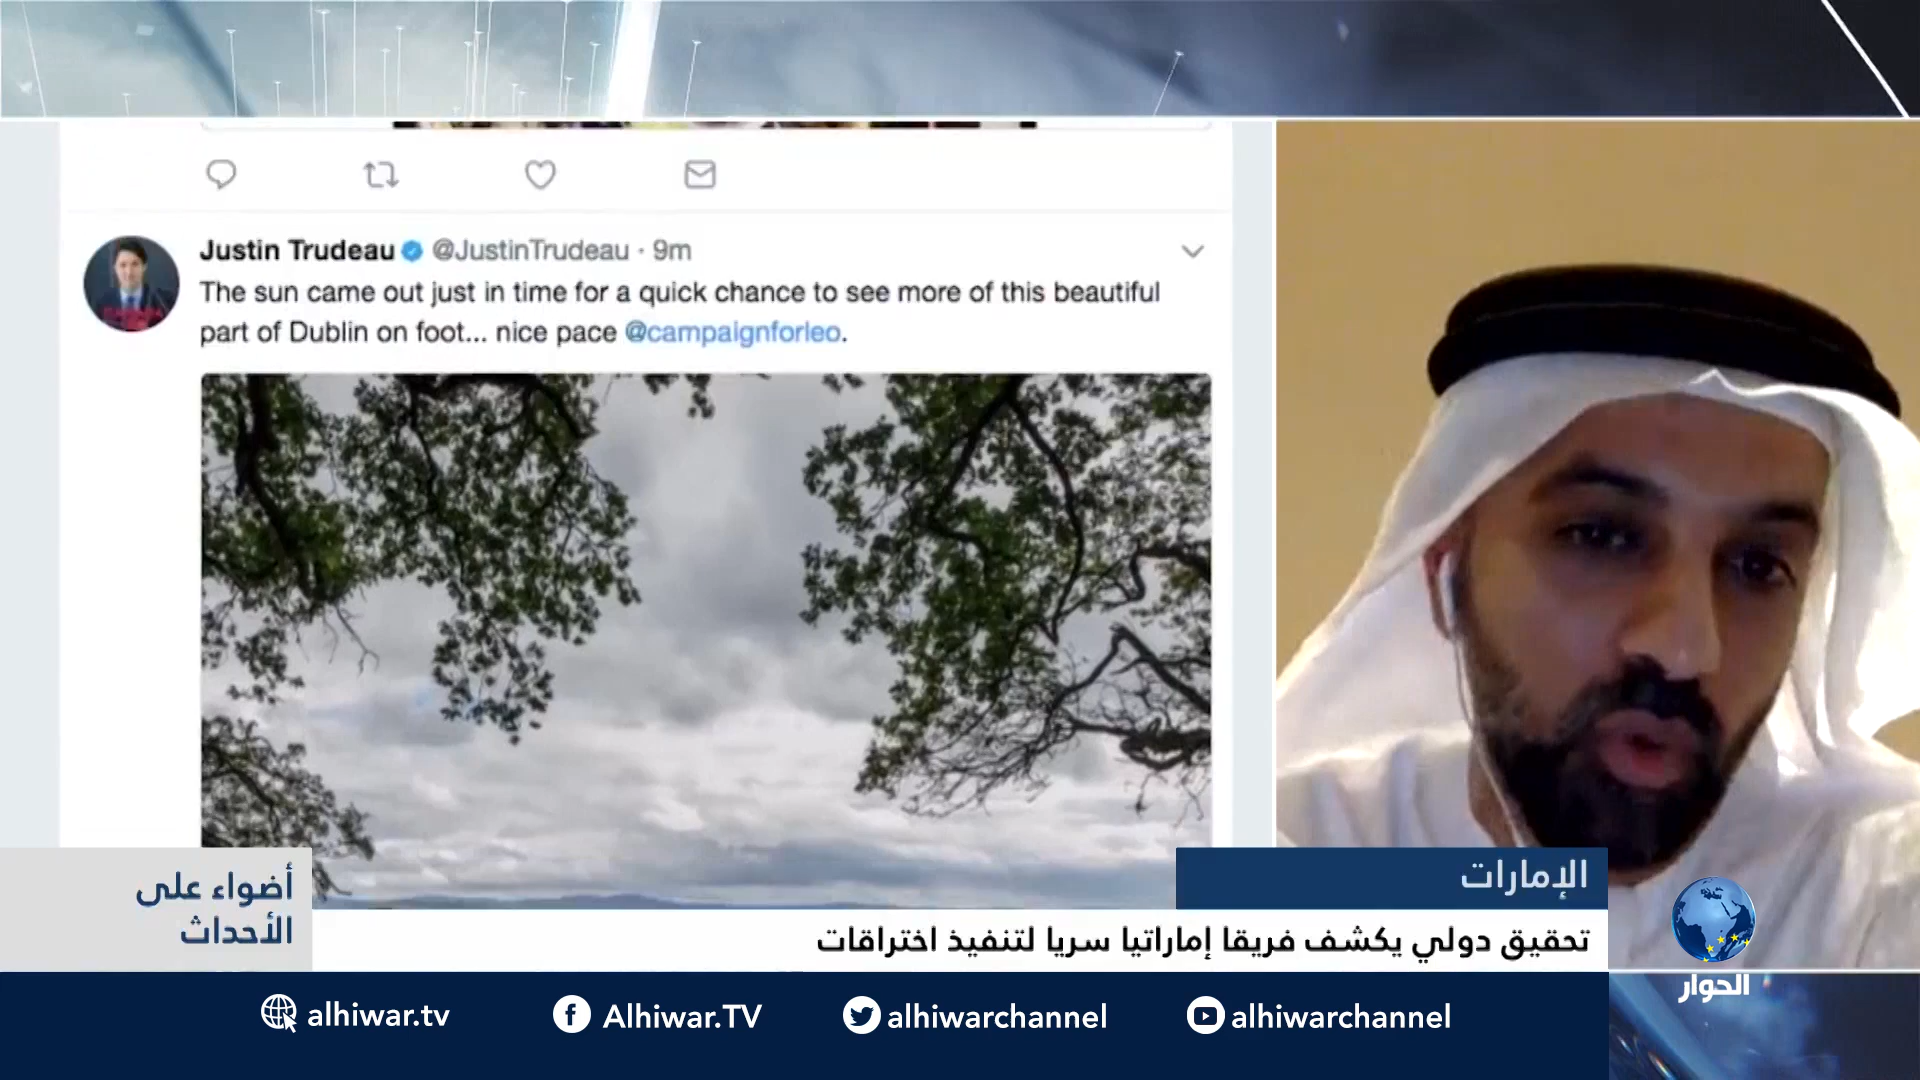 Justin Trudeau @JustinTrudeau · 9m
The sun came out just in time for a quick chance to see more of this beautiful
part of Dublin on foot... nice pace @campaignforleo.
الإمارات
تحقيق دولي يكشف فريقا إماراتيا سريا لتنفيذ اختراقات
أضواء على
الأحداث
الحوار
alhiwar.tv
Alhiwar.TV
alhiwarchannel
alhiwarchannel